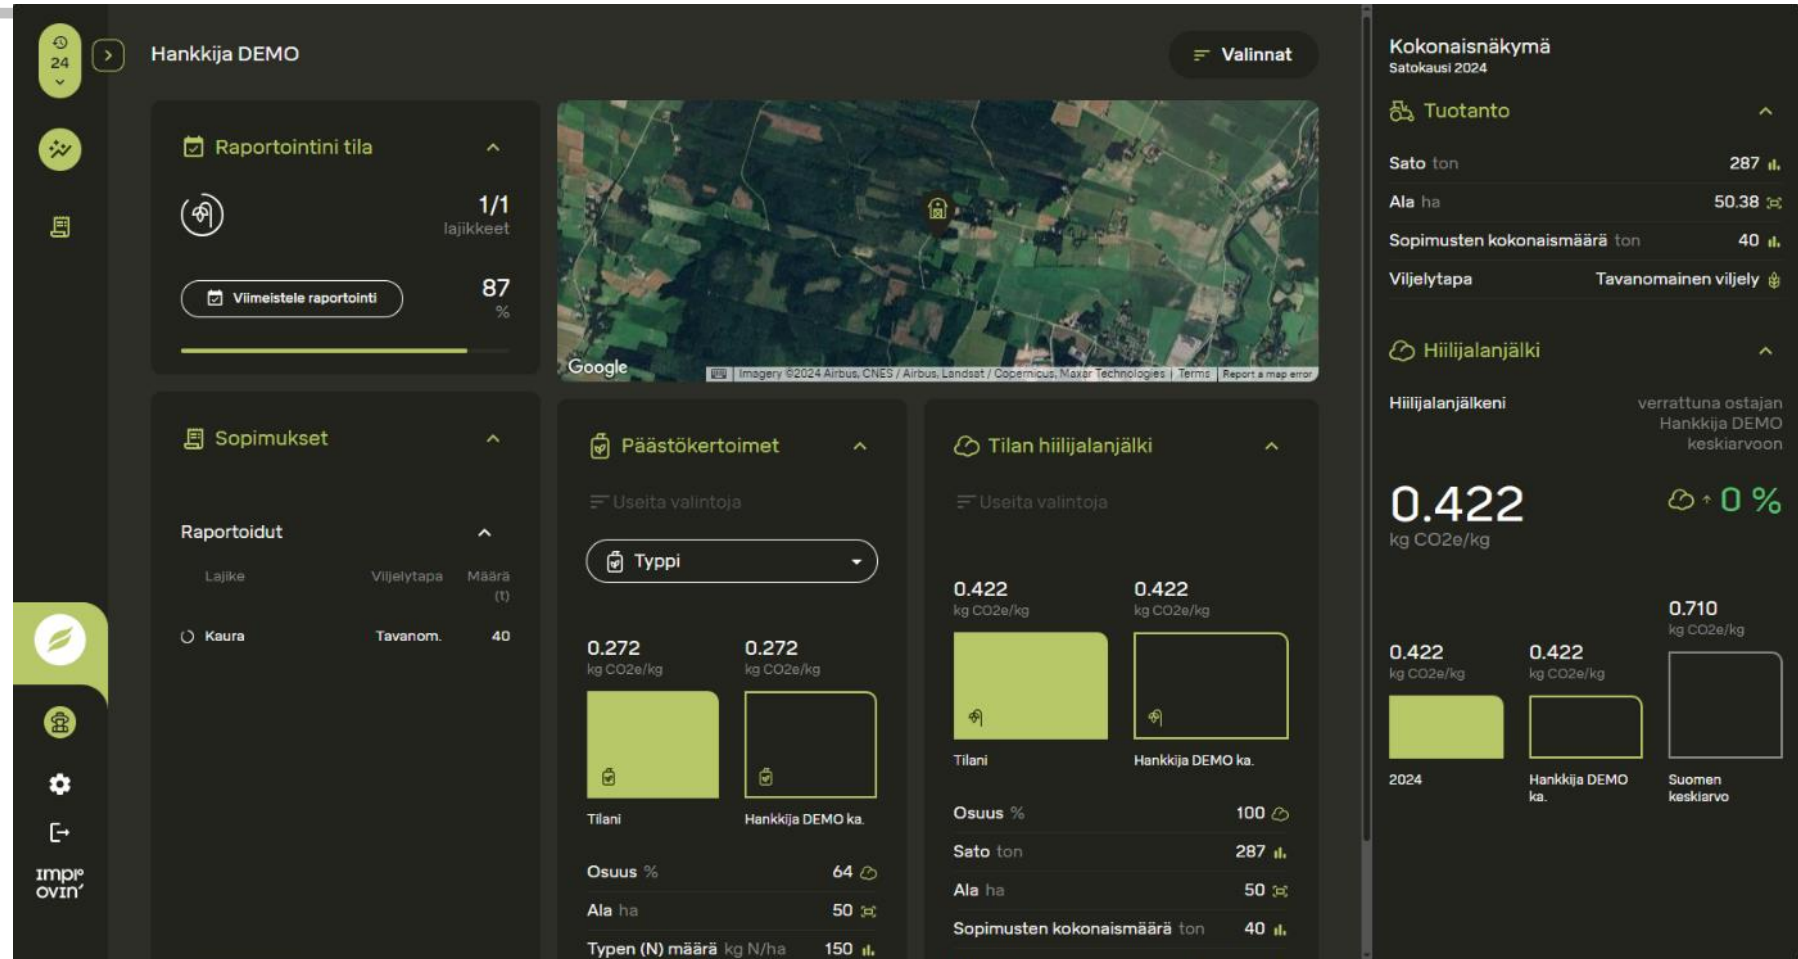 24
Hankkija DEMO
Valinnat
Raportointini tila
1/1
lajikkeet
Viimeistele raportointi
87
%
Google
Imagery ©2024 Airbus, CNES / Airbus, Landsat / Copernicus, Maxar Technologies
Terms
Report a map error
Sopimukset
Raportoidut
Lajike Viljelytapa Määrä
(t)
Kaura Tavanom. 40
Päästökertoimet
Useita valintoja
Typpi
0.272 0.272
kg CO2e/kg kg CO2e/kg
Tilani Hankkija DEMO ka.
Osuus % 64
Ala ha 50
Typen (N) määrä kg N/ha 150
Tilan hiilijalanjälki
Useita valintoja
0.422 0.422
kg CO2e/kg kg CO2e/kg
Tilani Hankkija DEMO ka.
Osuus % 100
Sato ton 287
Ala ha 50
Sopimusten kokonaismäärä ton 40
Kokonaisnäkymä
Satokausi 2024
Tuotanto
Sato ton 287
Ala ha 50.38
Sopimusten kokonaismäärä ton 40
Viljelytapa Tavanomainen viljely
Hiilijalanjälki
Hiilijalanjälkeni verrattuna ostajan
Hankkija DEMO
keskiarvoon
0.422 0 %
kg CO2e/kg
0.710
kg CO2e/kg
0.422 0.422
kg CO2e/kg kg CO2e/kg
2024 Hankkija DEMO Suomen
ka. keskiarvo
Impr
ovin'